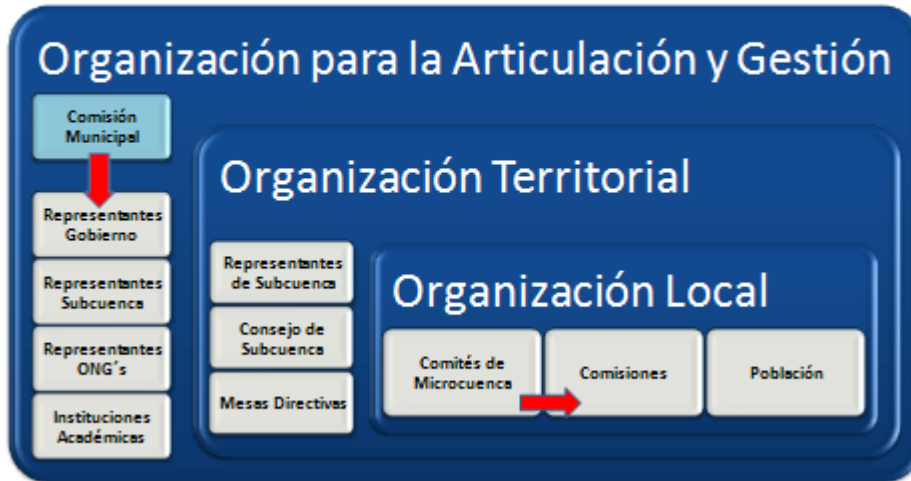 Organización para la Articulación y Gestión
Comisión
Municipal
Representantes
Gobierno
Representantes
Subcuenca
Representantes
ONG´s
Instituciones
Académicas
Organización Territorial
Representantes
de Subcuenca
Consejo de
Subcuenca
Mesas Directivas
Organización Local
Comités de
Microcuenca
Comisiones
Población